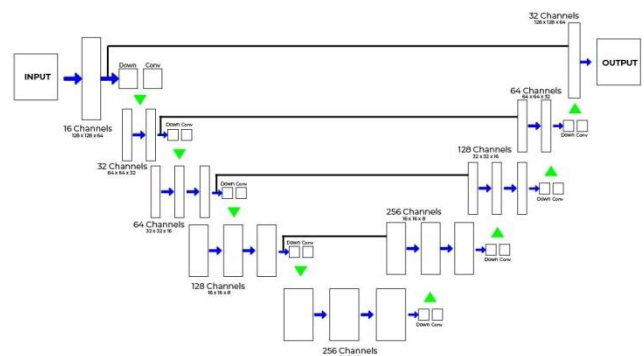 32 Channels
128 x 128 x 64
INPUT
Down Conv
OUTPUT
16 Channels
128 x 128 x 64
Down Conv
64 Channels
64 x 64 x 32
Down Conv
32 Channels
64 x 64 x 32
128 Channels
32 x 32 x 16
Down Conv
Down Conv
64 Channels
32 x 32 x 16
256 Channels
16 x 16 x 8
Down Conv
Down Conv
128 Channels
16 x 16 x 8
Down Conv
256 Channels